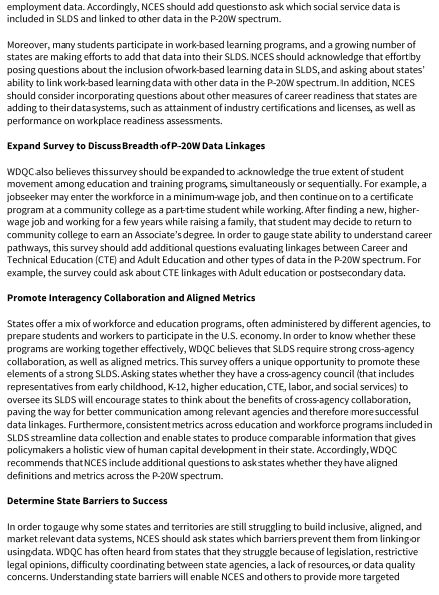 employment data. Accordingly, NCES should add questions to ask which social service data is
included in SLDS and linked to other data in the P-20W spectrum.
Moreover, many students participate in work-based learning programs, and a growing number of
states are making efforts to add that data into their SLDS. NCES should acknowledge that effort by
posing questions about the inclusion of work-based learning data in SLDS, and asking about states'
ability to link work-based learning data with other data in the P-20W spectrum. In addition, NCES
should consider incorporating questions about other measures of career readiness that states are
adding to their data systems, such as attainment of industry certifications and licenses, as well as
performance on workplace readiness assessments.
Expand Survey to Discuss Breadth of P-20W Data Linkages
WDQC also believes this survey should be expanded to acknowledge the true extent of student
movement among education and training programs, simultaneously or sequentially. For example, a
jobseeker may enter the workforce in a minimum-wage job, and then continue on to a certificate
program at a community college as a part-time student while working. After finding a new, higher-
wage job and working for a few years while raising a family, that student may decide to return to
community college to earn an Associate's degree. In order to gauge state ability to understand career
pathways, this survey should add additional questions evaluating linkages between Career and
Technical Education (CTE) and Adult Education and other types of data in the P-20W spectrum. For
example, the survey could ask about CTE linkages with Adult education or postsecondary data.
Promote Interagency Collaboration and Aligned Metrics
States offer a mix of workforce and education programs, often administered by different agencies, to
prepare students and workers to participate in the U.S. economy. In order to know whether these
programs are working together effectively, WDQC believes that SLDS require strong cross-agency
collaboration, as well as aligned metrics. This survey offers a unique opportunity to promote these
elements of a strong SLDS. Asking states whether they have a cross-agency council (that includes
representatives from early childhood, K-12, higher education, CTE, labor, and social services) to
oversee its SLDS will encourage states to think about the benefits of cross-agency collaboration,
paving the way for better communication among relevant agencies and therefore more successful
data linkages. Furthermore, consistent metrics across education and workforce programs included in
SLDS streamline data collection and enable states to produce comparable information that gives
policymakers a holistic view of human capital development in their state. Accordingly, WDQC
recommends that NCES include additional questions to ask states whether they have aligned
definitions and metrics across the P-20W spectrum.
Determine State Barriers to Success
In order to gauge why some states and territories are still struggling to build inclusive, aligned, and
market relevant data systems, NCES should ask states which barriers prevent them from linking or
using data. WDQC has often heard from states that they struggle because of legislation, restrictive
legal opinions, difficulty coordinating between state agencies, a lack of resources, or data quality
concerns. Understanding state barriers will enable NCES and others to provide more targeted